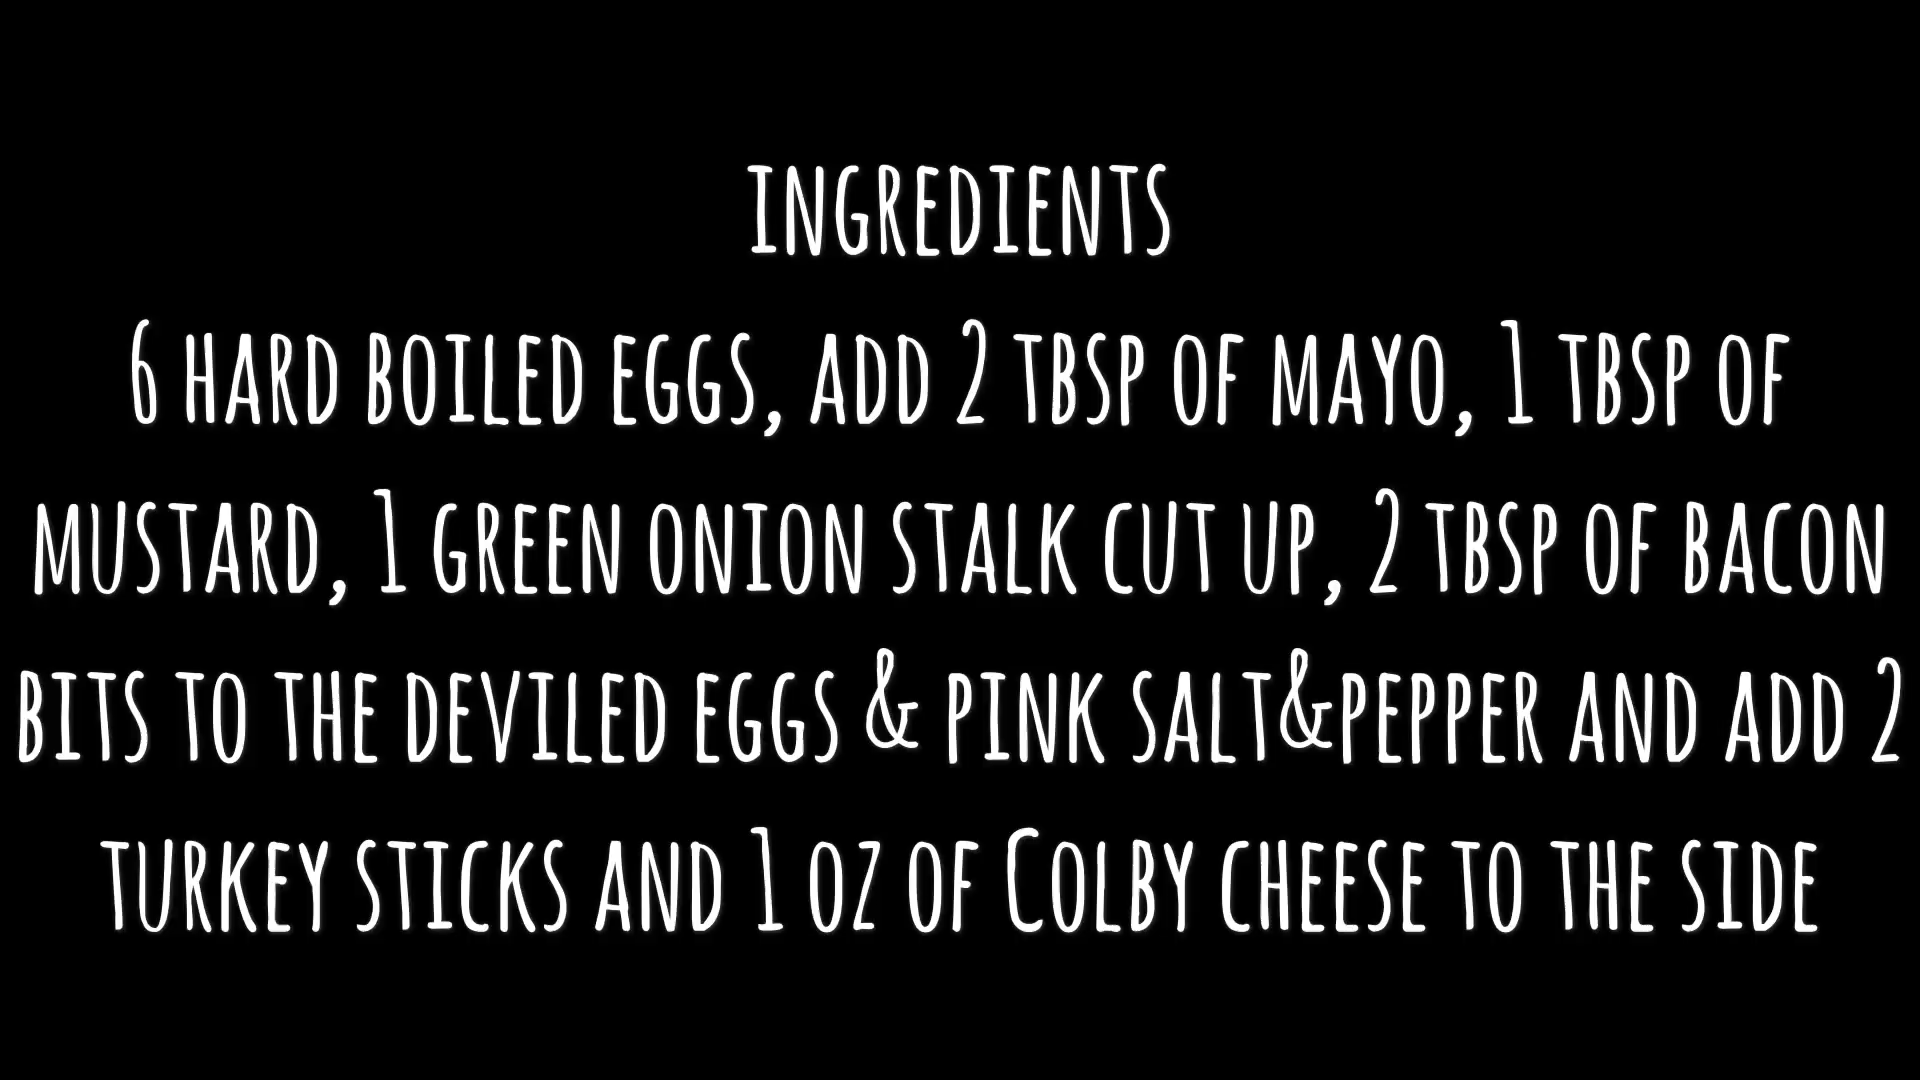 INGREDIENTS
6 HARD BOILED EGGS, ADD 2 TBSP OF MAYO, 1 TBSP OF
MUSTARD, 1 GREEN ONION STALK CUT UP, 2 TBSP OF BACON
BITS TO THE DEVILED EGGS & PINK SALT&PEPPER AND ADD 2
TURKEY STICKS AND 1 OZ OF COLBY CHEESE TO THE SIDE